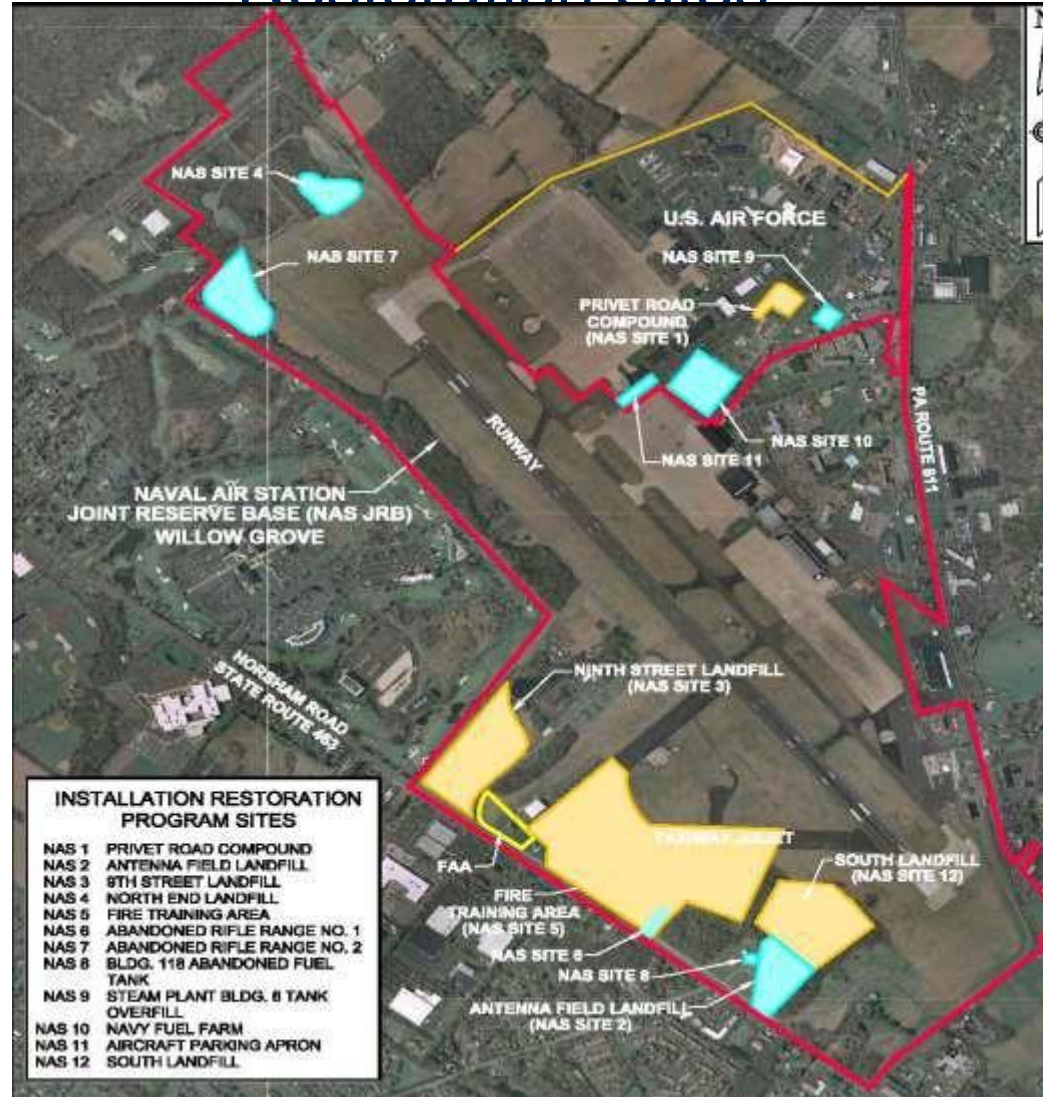 NAS SITE 4
NAS SITE 7
U.S. AIR FORCE
NAS SITE 9
PRIVET ROAD
COMPOUND
(NAS SITE 1)
NAS SITE 10
NAS SITE 11
RUNWAY
PA ROUTE 611
NAVAL AIR STATION
JOINT RESERVE BASE (NAS JRB)
WILLOW GROVE
HORSHAM ROAD
STATE ROUTE 463
NINTH STREET LANDFILL
(NAS SITE 3)
FAA
FIRE
TRAINING AREA
(NAS SITE 5)
SOUTH LANDFILL
(NAS SITE 12)
NAS SITE 6
NAS SITE 8
ANTENNA FIELD LANDFILL
(NAS SITE 2)
INSTALLATION RESTORATION
PROGRAM SITES
NAS 1 PRIVET ROAD COMPOUND
NAS 2 ANTENNA FIELD LANDFILL
NAS 3 9TH STREET LANDFILL
NAS 4 NORTH END LANDFILL
NAS 5 FIRE TRAINING AREA
NAS 6 ABANDONED RIFLE RANGE NO. 1
NAS 7 ABANDONED RIFLE RANGE NO. 2
NAS 8 BLDG. 118 ABANDONED FUEL
TANK
NAS 9 STEAM PLANT BLDG. 6 TANK
OVERFILL
NAS 10 NAVY FUEL FARM
NAS 11 AIRCRAFT PARKING APRON
NAS 12 SOUTH LANDFILL